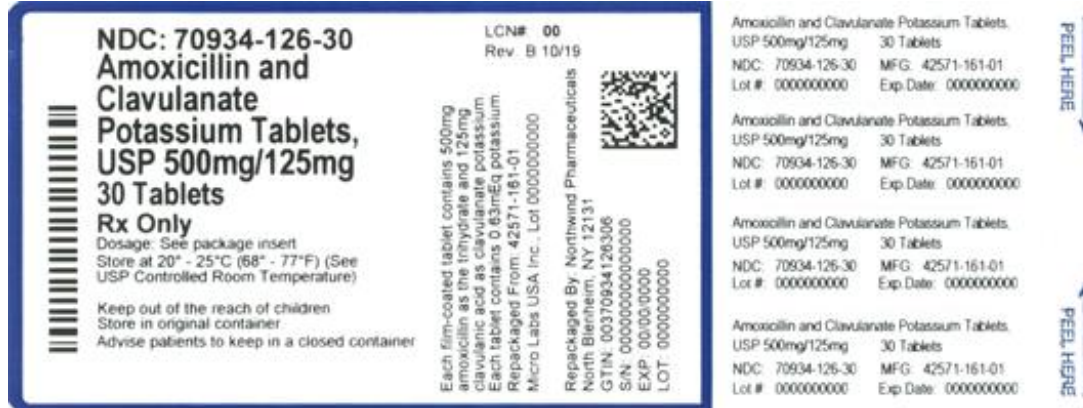 NDC: 70934-126-30
Amoxicillin and
Clavulanate
Potassium Tablets,
USP 500mg/125mg
30 Tablets
Rx Only
Dosage: See package insert
Store at 20° - 25°C (68° - 77°F) (See
USP Controlled Room Temperature)
Keep out of the reach of children
Store in original container
Advise patients to keep in a closed container
LCN# 00
Rev. B 10/19
Each film-coated tablet contains 500mg
amoxicillin as the trihydrate and 125mg
clavulanic acid as clavulanate potassium
Each tablet contains 0.63mEq potassium
Repackaged From: 42571-161-01
Micro Labs USA Inc., Lot 00000000000
Repackaged By: Northwind Pharmaceuticals
North Blenheim, NY 12131
GTIN: 00370934126306
S/N: 00000000000000
EXP: 00/00/0000
LOT: 0000000000
Amoxicillin and Clavulanate Potassium Tablets,
USP 500mg/125mg 30 Tablets
NDC: 70934-126-30 MFG: 42571-161-01
Lot #: 0000000000 Exp.Date: 0000000000
Amoxicillin and Clavulanate Potassium Tablets,
USP 500mg/125mg 30 Tablets
NDC: 70934-126-30 MFG: 42571-161-01
Lot #: 0000000000 Exp.Date: 0000000000
Amoxicillin and Clavulanate Potassium Tablets,
USP 500mg/125mg 30 Tablets
NDC: 70934-126-30 MFG: 42571-161-01
Lot #: 0000000000 Exp.Date: 0000000000
Amoxicillin and Clavulanate Potassium Tablets,
USP 500mg/125mg 30 Tablets
NDC: 70934-126-30 MFG: 42571-161-01
Lot #: 0000000000 Exp.Date: 0000000000
PEEL HERE
PEEL HERE